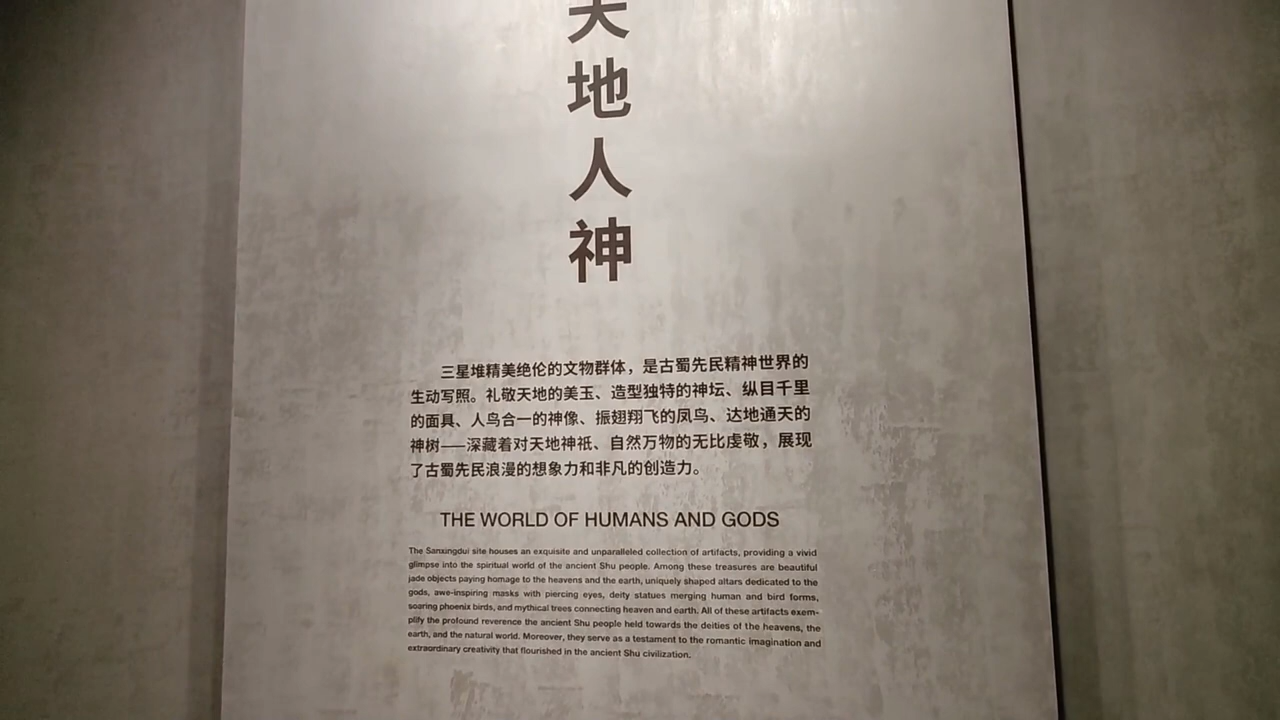 天地人神
三星堆精美绝伦的文物群体，是古蜀先民精神世界的
生动写照。礼敬天地的美玉、造型独特的神坛、纵目千里
的面具、人鸟合一的神像、振翅翔飞的凤鸟、达地通天的
神树——深藏着对天地神祇、自然万物的无比虔敬，展现
了古蜀先民浪漫的想象力和非凡的创造力。
THE WORLD OF HUMANS AND GODS
The Sanxingdui site houses an exquisite and unparalleled collection of artifacts, providing a vivid
glimpse into the spiritual world of the ancient Shu people. Among these treasures are beautiful
jade objects paying homage to the heavens and the earth, uniquely shaped altars dedicated to the
gods, awe-inspiring masks with piercing eyes, deity statues merging human and bird forms,
soaring phoenix birds, and mythical trees connecting heaven and earth. All of these artifacts exem-
plify the profound reverence the ancient Shu people held towards the deities of the heavens, the
earth, and the natural world. Moreover, they serve as a testament to the romantic imagination and
extraordinary creativity that flourished in the ancient Shu civilization.